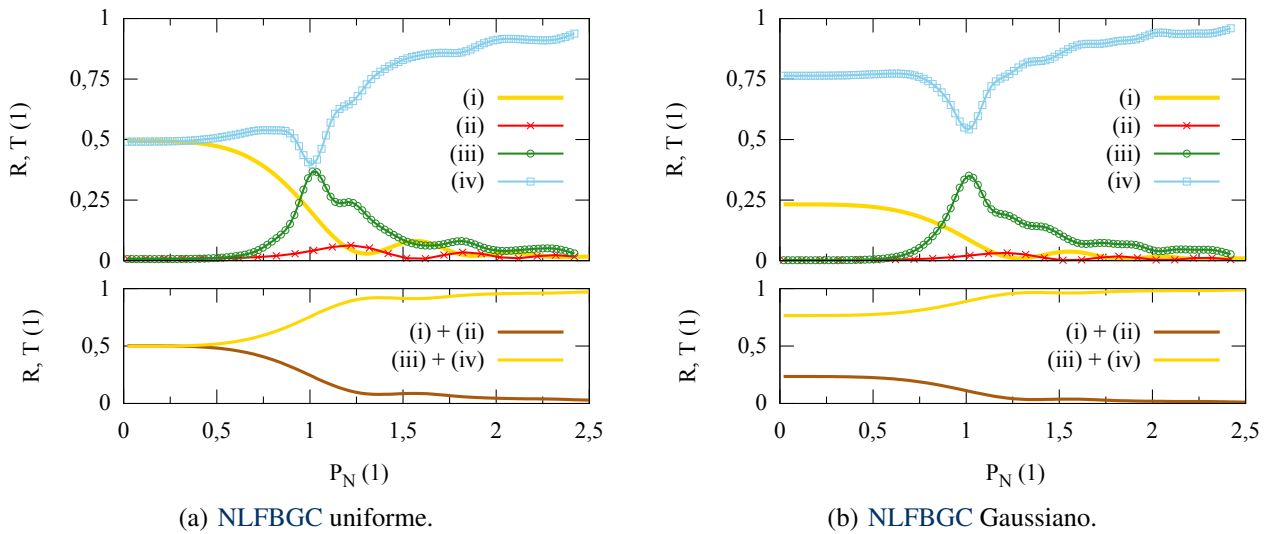 1
0,75
0,5
0,25
0
R, T (1)
(i)
(ii)
(iii)
(iv)
1
0,5
0
R, T (1)
(i) + (ii)
(iii) + (iv)
0 0,5 1 1,5 2 2,5
P_N (1)
(a) NLFBGC uniforme.
1
0,75
0,5
0,25
0
R, T (1)
(i)
(ii)
(iii)
(iv)
1
0,5
0
R, T (1)
(i) + (ii)
(iii) + (iv)
0 0,5 1 1,5 2 2,5
P_N (1)
(b) NLFBGC Gaussiano.